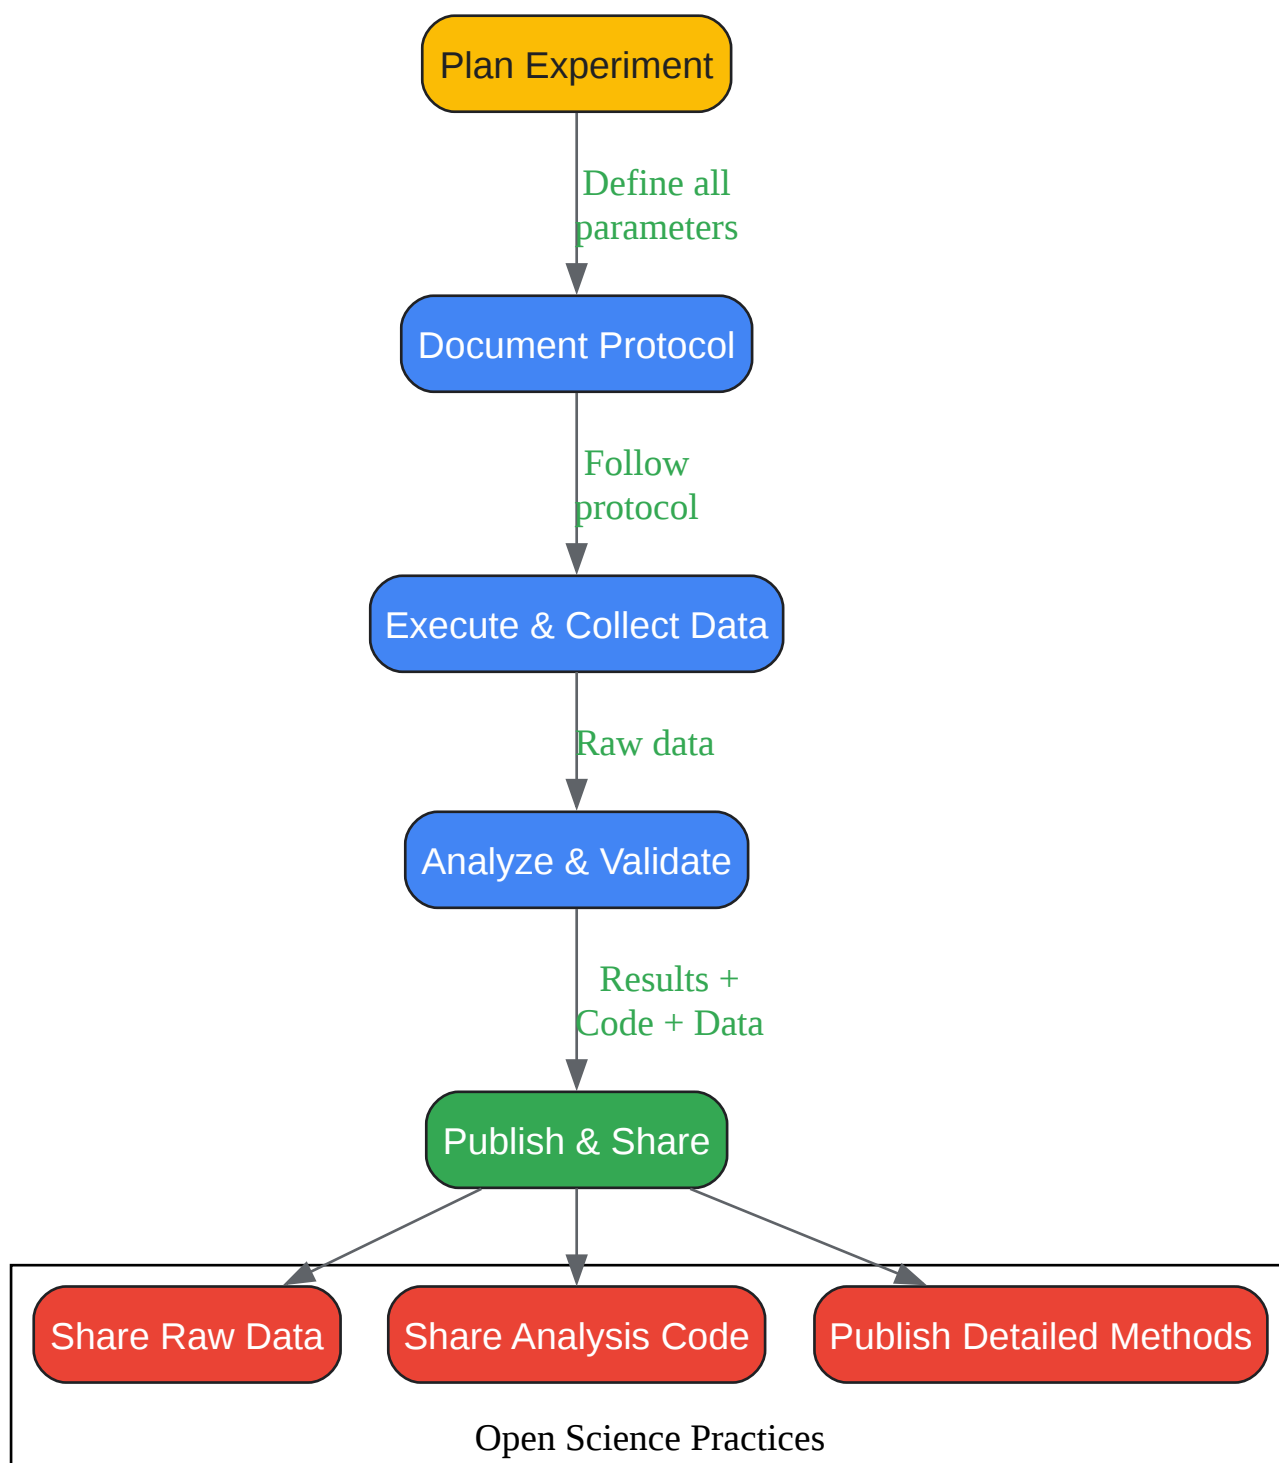 Plan Experiment
Define all
parameters
Document Protocol
Follow
protocol
Execute & Collect Data
Raw data
Analyze & Validate
Results +
Code + Data
Publish & Share
Share Raw Data
Share Analysis Code
Publish Detailed Methods
Open Science Practices